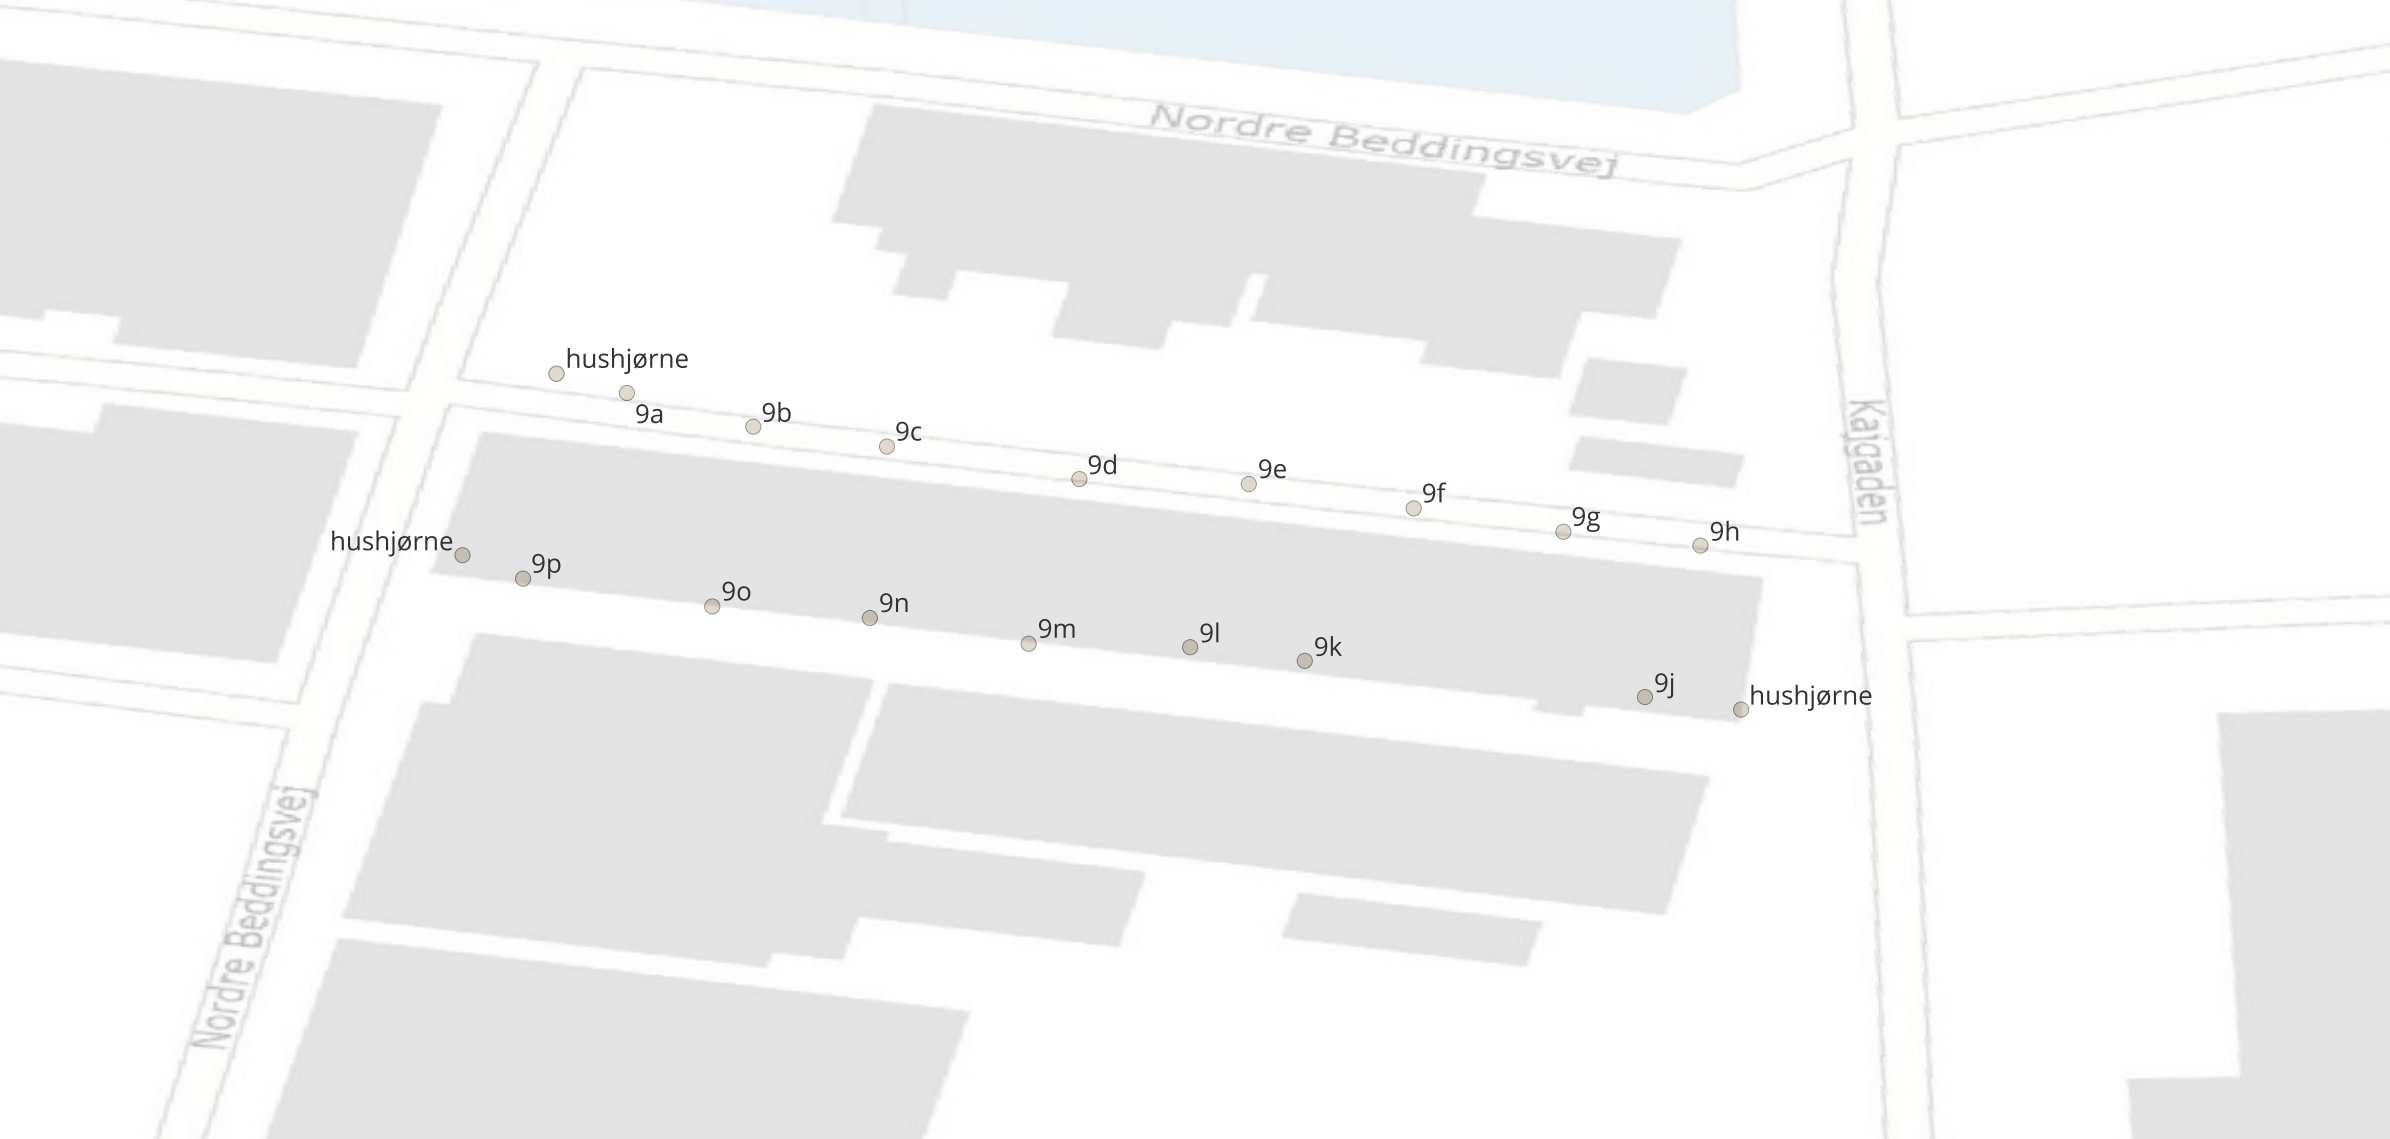 Nordre Beddingsvej
hushjørne
9a
9b
9c
9d
9e
9f
9g
9h
Kajgaden
hushjørne
9p
9o
9n
9m
9l
9k
9j
hushjørne
Nordre Beddingsvej